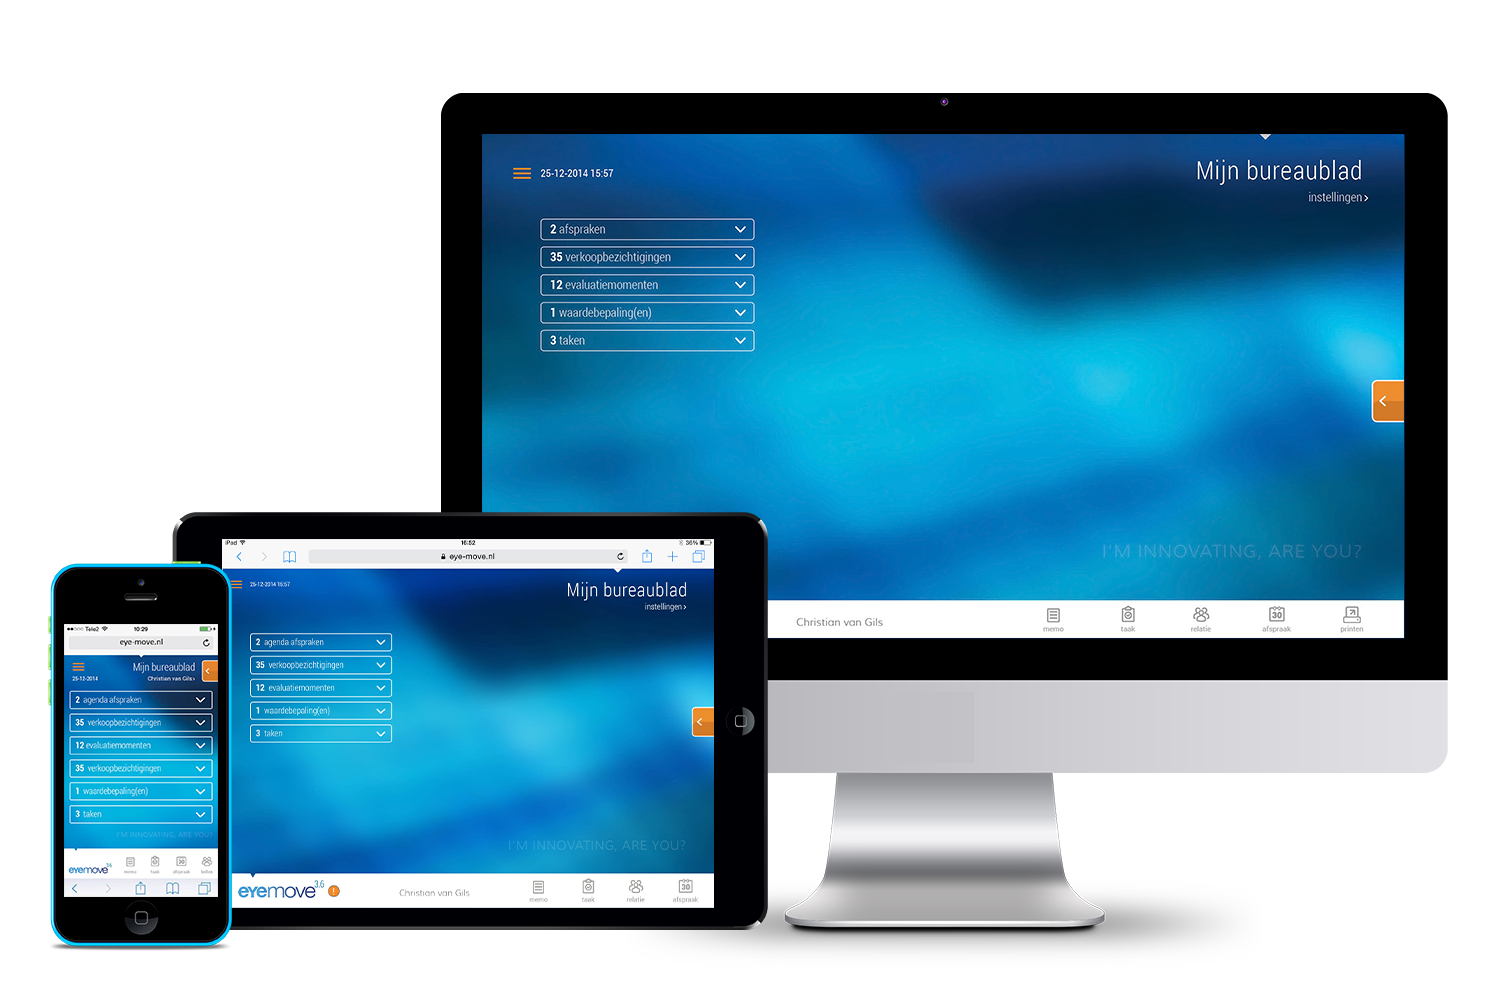 25-12-2014 15:57
Mijn bureaublad
instellingen
2 afspraken
35 verkoopbezichtigingen
12 evaluatiemomenten
1 waardebepaling(en)
3 taken
I'M INNOVATING, ARE YOU?
Christian van Gils
memo
taak
relatie
30
afspraak
printen
iPad
16:52
36%
eye-move.nl
25-12-2014 15:57
Mijn bureaublad
instellingen
2 agenda afspraken
35 verkoopbezichtigingen
12 evaluatiemomenten
1 waardebepaling(en)
3 taken
I'M INNOVATING, ARE YOU?
eyemove 3.6
!
Christian van Gils
memo
taak
relatie
30
afspraak
Tele2
10:29
eye-move.nl
Mijn bureaublad
25-12-2014
Christian van Gils
2 agenda afspraken
35 verkoopbezichtigingen
12 evaluatiemomenten
35 verkoopbezichtigingen
1 waardebepaling(en)
3 taken
I'M INNOVATING, ARE YOU?
eyemove 3.6
memo
taak
30
afspraak